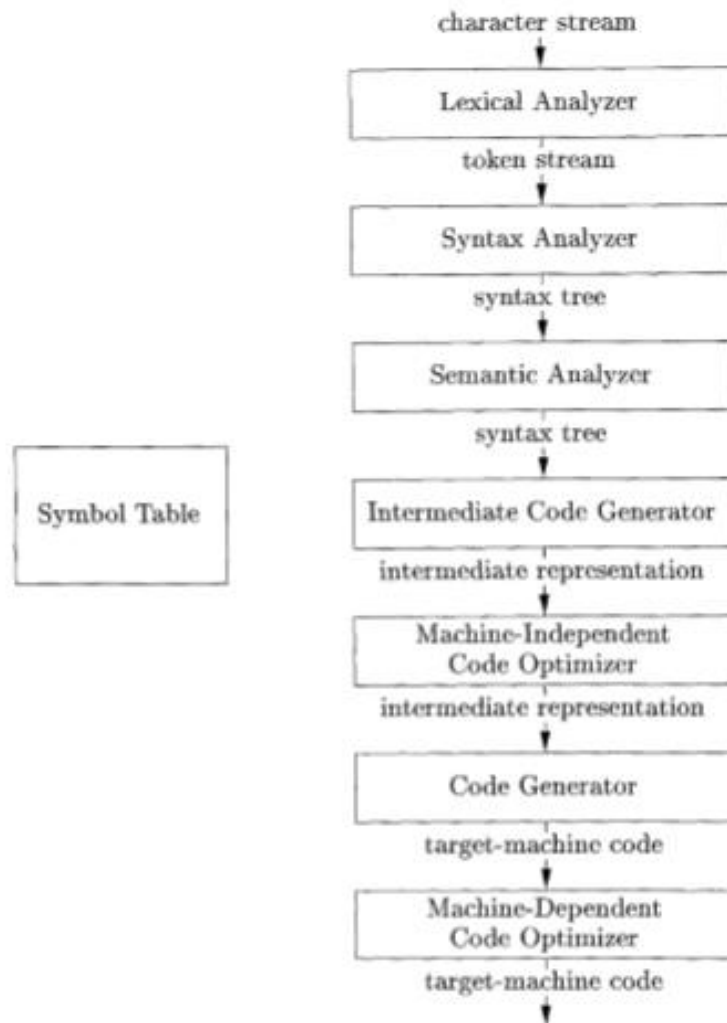 character stream
Lexical Analyzer
token stream
Syntax Analyzer
syntax tree
Semantic Analyzer
syntax tree
Symbol Table
Intermediate Code Generator
intermediate representation
Machine-Independent
Code Optimizer
intermediate representation
Code Generator
target-machine code
Machine-Dependent
Code Optimizer
target-machine code